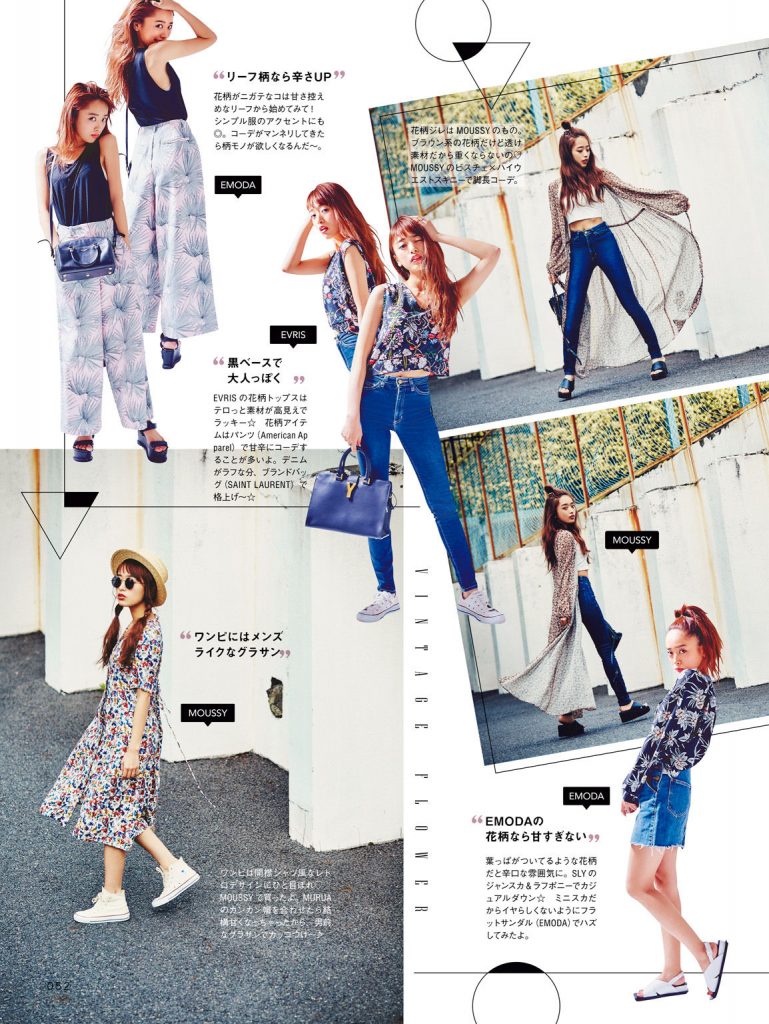 リーフ柄なら辛さUP
花柄がニガテなコは甘さ控え
めなリーフから始めてみて!
シンプル服のアクセントにも
◎。コーデがマンネリしてきた
ら柄モノが欲しくなるんだ〜。
EMODA
花柄ジレはMOUSSYのもの。
ブラウン系の花柄だけど透け
素材だから重くならないの♡
MOUSSYのビスチェ×ハイウ
エストスキニーで脚長コーデ。
EVRIS
黒ベースで
大人っぽく
EVRISの花柄トップスは
テロっと素材が高見えで
ラッキー☆ 花柄アイテ
ムはパンツ(American Ap
parel)で甘辛にコーデす
ることが多いよ。デニム
がラフな分、ブランドバッ
グ(SAINT LAURENT)で
格上げ〜☆
MOUSSY
ワンピにはメンズ
ライクなグラサン
MOUSSY
VINTAGE FLOWER
EMODA
EMODAの
花柄なら甘すぎない
葉っぱがついてるような花柄
だと辛口な雰囲気に。SLYの
ジャンスカ&ラフポニーでカジ
ュアルダウン☆ ミニスカだ
からイヤらしくないようにフラ
ットサンダル(EMODA)でハズ
してみたよ。
ワンピは開襟シャツ風なレト
ロデザインにひと目ぼれ
MOUSSYで買ったよ。MURUA
のカンカン帽を合わせたら結
構甘くなっちゃったから、男前
なグラサンでカッコつけ〜♪
052